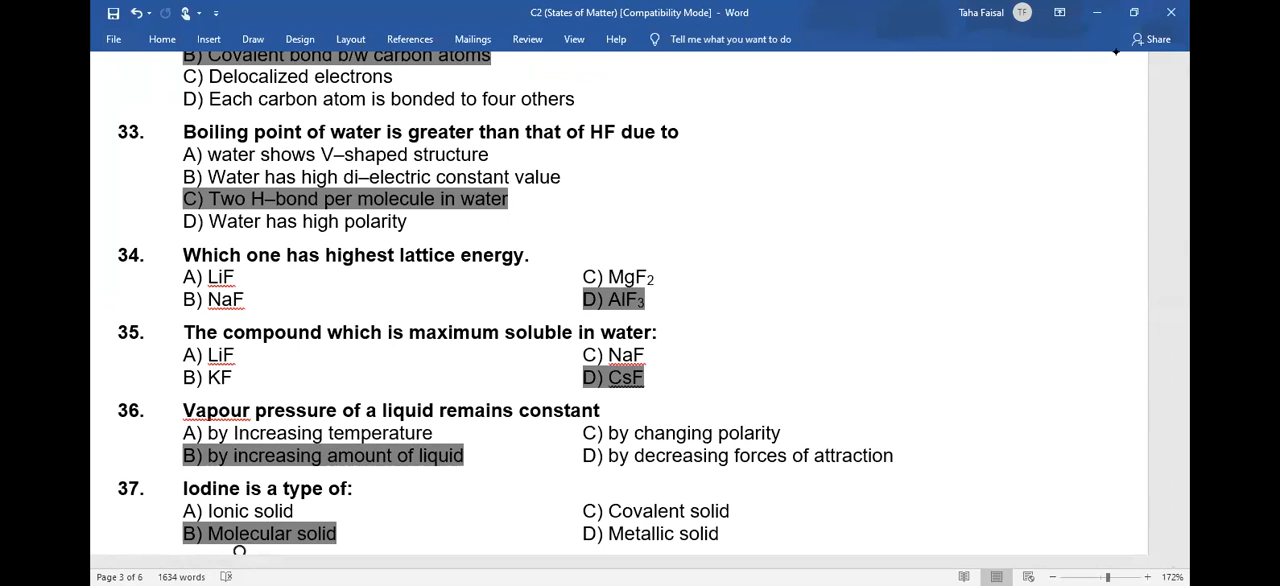 C2 (States of Matter) [Compatibility Mode] - Word
Taha Faisal TF
File Home Insert Draw Design Layout References Mailings Review View Help Tell me what you want to do Share
B) Covalent bond b/w carbon atoms
C) Delocalized electrons
D) Each carbon atom is bonded to four others
33. Boiling point of water is greater than that of HF due to
A) water shows V–shaped structure
B) Water has high di–electric constant value
C) Two H–bond per molecule in water
D) Water has high polarity
34. Which one has highest lattice energy.
A) LiF C) MgF2
B) NaF D) AlF3
35. The compound which is maximum soluble in water:
A) LiF C) NaF
B) KF D) CsF
36. Vapour pressure of a liquid remains constant
A) by Increasing temperature C) by changing polarity
B) by increasing amount of liquid D) by decreasing forces of attraction
37. Iodine is a type of:
A) Ionic solid C) Covalent solid
B) Molecular solid D) Metallic solid
Page 3 of 6 1634 words 172%